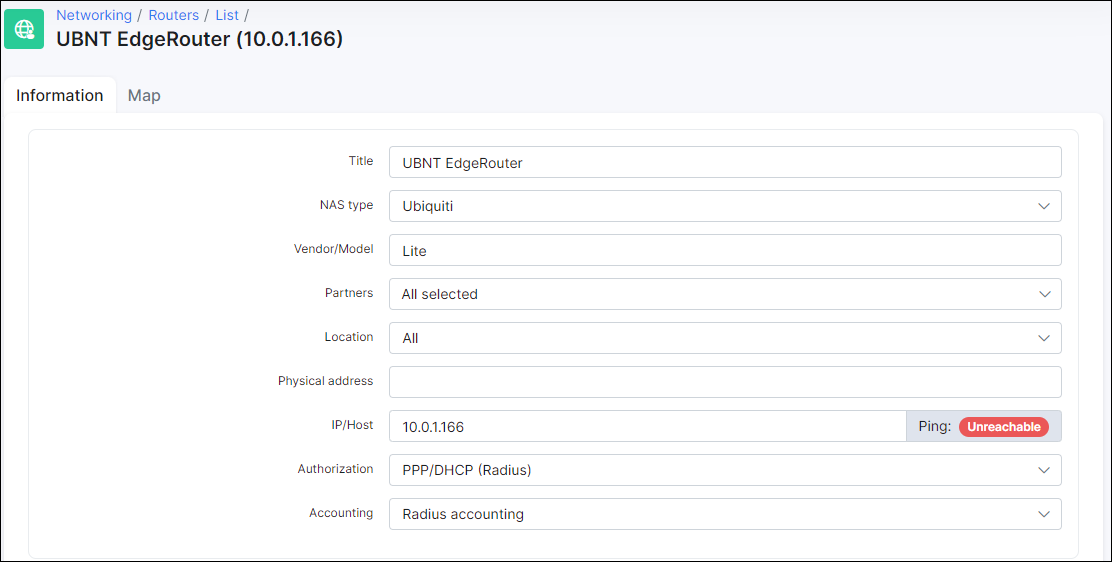 Networking / Routers / List /
UBNT EdgeRouter (10.0.1.166)
Information Map
Title UBNT EdgeRouter
NAS type Ubiquiti
Vendor/Model Lite
Partners All selected
Location All
Physical address
IP/Host 10.0.1.166 Ping: Unreachable
Authorization PPP/DHCP (Radius)
Accounting Radius accounting